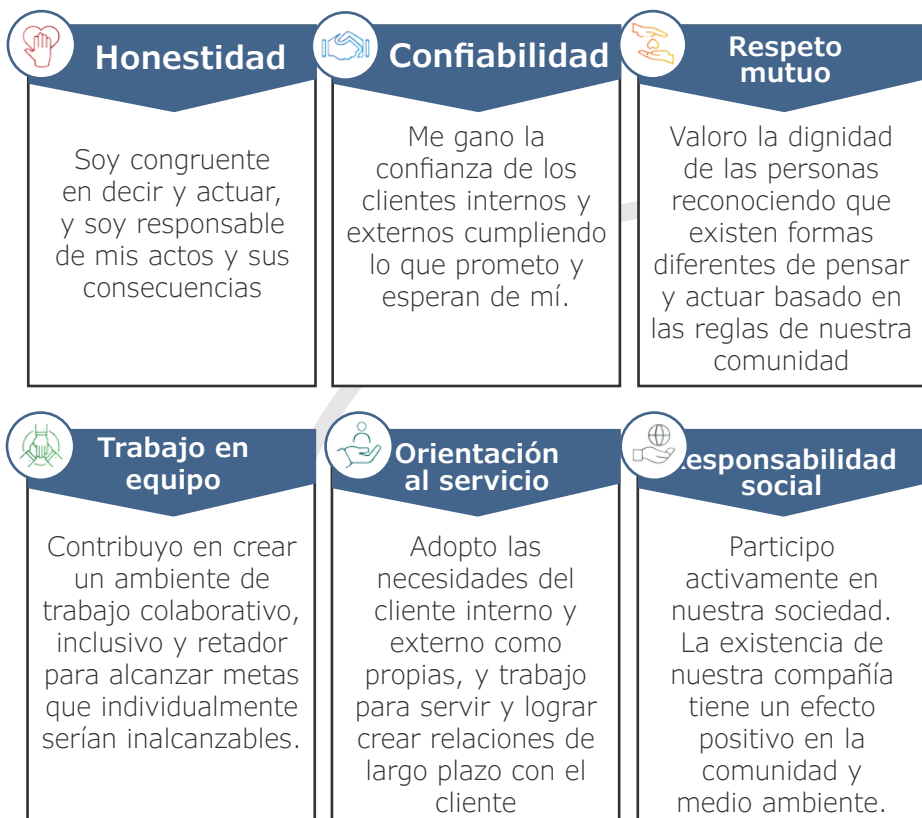 Honestidad
Soy congruente
en decir y actuar,
y soy responsable
de mis actos y sus
consecuencias
Confiabilidad
Me gano la
confianza de los
clientes internos y
externos cumpliendo
lo que prometo y
esperan de mí.
Respeto
mutuo
Valoro la dignidad
de las personas
reconociendo que
existen formas
diferentes de pensar
y actuar basado en
las reglas de nuestra
comunidad
Trabajo en
equipo
Contribuyo en crear
un ambiente de
trabajo colaborativo,
inclusivo y retador
para alcanzar metas
que individualmente
serían inalcanzables.
Orientación
al servicio
Adopto las
necesidades del
cliente interno y
externo como
propias, y trabajo
para servir y lograr
crear relaciones de
largo plazo con el
cliente
Responsabilidad
social
Participo
activamente en
nuestra sociedad.
La existencia de
nuestra compañía
tiene un efecto
positivo en la
comunidad y
medio ambiente.